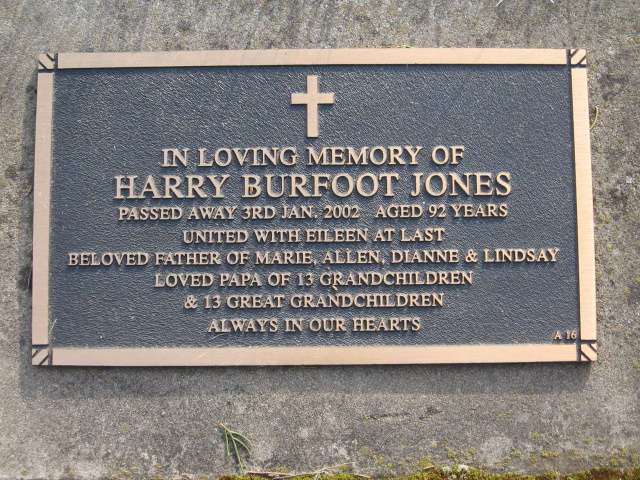 IN LOVING MEMORY OF
HARRY BURFOOT JONES
PASSED AWAY 3RD JAN. 2002 AGED 92 YEARS
UNITED WITH EILEEN AT LAST
BELOVED FATHER OF MARIE, ALLEN, DIANNE & LINDSAY
LOVED PAPA OF 13 GRANDCHILDREN
& 13 GREAT GRANDCHILDREN
ALWAYS IN OUR HEARTS
A 16